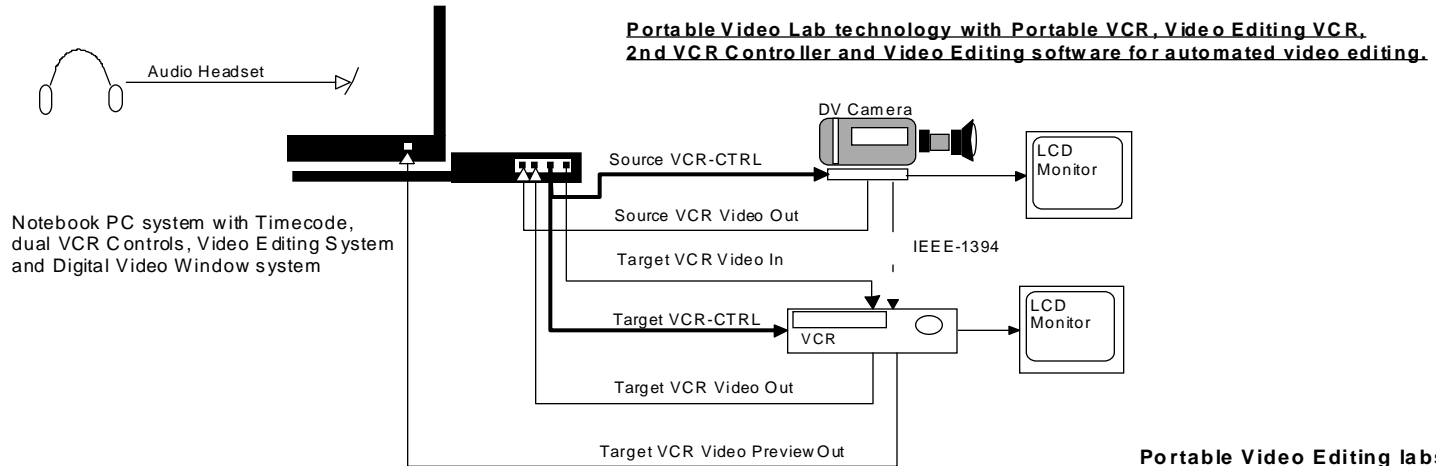 Portable Video Lab technology with Portable VCR, Video Editing VCR,
2nd VCR Controller and Video Editing software for automated video editing.
Audio Headset
DV Camera
LCD
Monitor
Source VCR-CTRL
Source VCR Video Out
Notebook PC system with Timecode,
dual VCR Controls, Video Editing System
and Digital Video Window system
IEEE-1394
Target VCR Video In
LCD
Monitor
Target VCR-CTRL
VCR
Target VCR Video Out
Target VCR Video Preview Out
Portable Video Editing labs